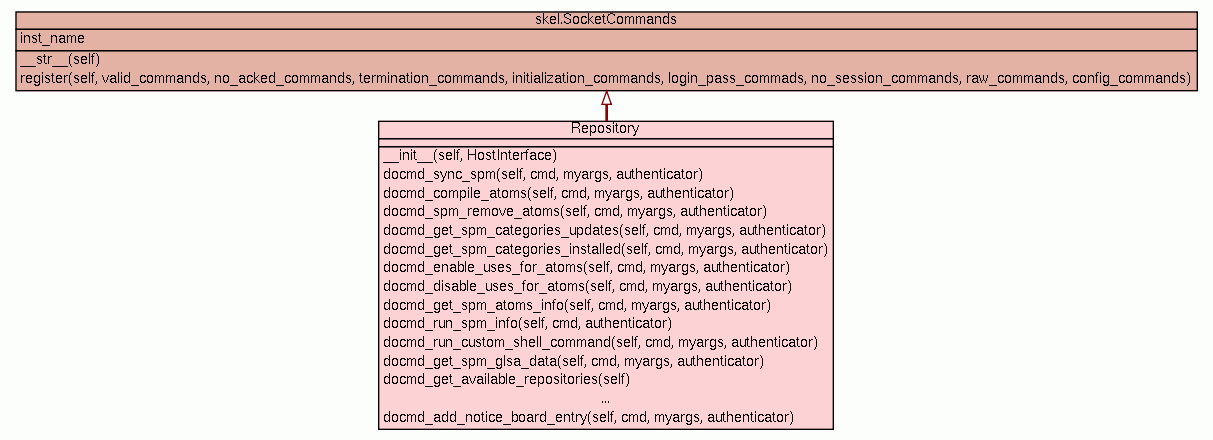 skel.SocketCommands
inst_name
__str__(self)
register(self, valid_commands, no_acked_commands, termination_commands, initialization_commands, login_pass_commads, no_session_commands, raw_commands, config_commands)
Repository
__init__(self, HostInterface)
docmd_sync_spm(self, cmd, myargs, authenticator)
docmd_compile_atoms(self, cmd, myargs, authenticator)
docmd_spm_remove_atoms(self, cmd, myargs, authenticator)
docmd_get_spm_categories_updates(self, cmd, myargs, authenticator)
docmd_get_spm_categories_installed(self, cmd, myargs, authenticator)
docmd_enable_uses_for_atoms(self, cmd, myargs, authenticator)
docmd_disable_uses_for_atoms(self, cmd, myargs, authenticator)
docmd_get_spm_atoms_info(self, cmd, myargs, authenticator)
docmd_run_spm_info(self, cmd, authenticator)
docmd_run_custom_shell_command(self, cmd, myargs, authenticator)
docmd_get_spm_glsa_data(self, cmd, myargs, authenticator)
docmd_get_available_repositories(self)
...
docmd_add_notice_board_entry(self, cmd, myargs, authenticator)